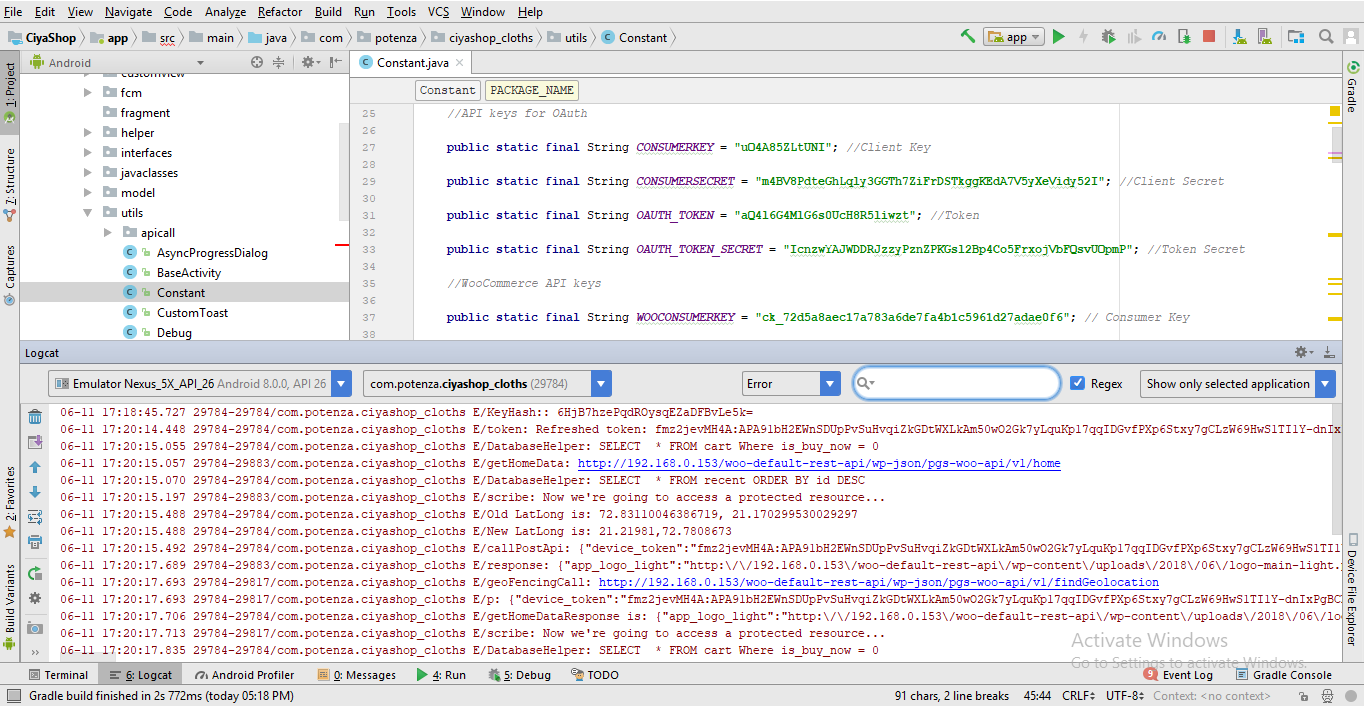 File Edit View Navigate Code Analyze Refactor Build Run Tools VCS Window Help
CiyaShop app src main java com potenza ciyashop_cloths utils Constant app
Android Constant.java
1: Project
7: Structure
Captures
2: Favorites
Build Variants
customview
fcm
fragment
helper
interfaces
javaclasses
model
utils
apicall
AsyncProgressDialog
BaseActivity
Constant
CustomToast
Debug
Constant PACKAGE_NAME
25 //API keys for OAuth
26
27 public static final String CONSUMERKEY = "uO4A85ZLtUNI"; //Client Key
28
29 public static final String CONSUMERSECRET = "m4BV8PdteGhLqly3GGTh7ZiFrDSTkggKEdA7V5yXeVidy52I"; //Client Secret
30
31 public static final String OAUTH_TOKEN = "aQ4l6G4MlG6s0UcH8R5liwzt"; //Token
32
33 public static final String OAUTH_TOKEN_SECRET = "IcnzwYAJWDDRJzzyPznZPKGsl2Bp4Co5FrxojVbFQsvUOpmP"; //Token Secret
34
35 //WooCommerce API keys
36
37 public static final String WOOCONSUMERKEY = "ck_72d5a8aec17a783a6de7fa4b1c5961d27adae0f6"; // Consumer Key
38
Gradle
Device File Explorer
Logcat
Emulator Nexus_5X_API_26 Android 8.0.0, API 26 com.potenza.ciyashop_cloths (29784) Error Regex Show only selected application
06-11 17:18:45.727 29784-29784/com.potenza.ciyashop_cloths E/KeyHash:: 6HjB7hzePqdROysqEZaDFBvLe5k=
06-11 17:20:14.448 29784-29784/com.potenza.ciyashop_cloths E/token: Refreshed token: fmz2jevMH4A:APA91bH2EWnSDUpPvSuHvqiZkGDtWXLkAm50wO2Gk7yLquKpl7qqIDGvfPXp6Stxy7gCLzW69HwSlTI1Y-dnIx
06-11 17:20:15.055 29784-29784/com.potenza.ciyashop_cloths E/DatabaseHelper: SELECT  * FROM cart Where is_buy_now = 0
06-11 17:20:15.057 29784-29883/com.potenza.ciyashop_cloths E/getHomeData: http://192.168.0.153/woo-default-rest-api/wp-json/pgs-woo-api/v1/home
06-11 17:20:15.070 29784-29784/com.potenza.ciyashop_cloths E/DatabaseHelper: SELECT  * FROM recent ORDER BY id DESC
06-11 17:20:15.197 29784-29883/com.potenza.ciyashop_cloths E/scribe: Now we're going to access a protected resource...
06-11 17:20:15.488 29784-29784/com.potenza.ciyashop_cloths E/Old LatLong is: 72.83110046386719, 21.170299530029297
06-11 17:20:15.488 29784-29784/com.potenza.ciyashop_cloths E/New LatLong is: 21.21981,72.7808673
06-11 17:20:15.492 29784-29784/com.potenza.ciyashop_cloths E/callPostApi: {"device_token":"fmz2jevMH4A:APA91bH2EWnSDUpPvSuHvqiZkGDtWXLkAm50wO2Gk7yLquKpl7qqIDGvfPXp6Stxy7gCLzW69HwSlTI1
06-11 17:20:17.689 29784-29883/com.potenza.ciyashop_cloths E/response: {"app_logo_light":"http:\/\/192.168.0.153\/woo-default-rest-api\/wp-content\/uploads\/2018\/06\/logo-main-light.
06-11 17:20:17.693 29784-29817/com.potenza.ciyashop_cloths E/geoFencingCall: http://192.168.0.153/woo-default-rest-api/wp-json/pgs-woo-api/v1/findGeolocation
06-11 17:20:17.693 29784-29817/com.potenza.ciyashop_cloths E/p: {"device_token":"fmz2jevMH4A:APA91bH2EWnSDUpPvSuHvqiZkGDtWXLkAm50wO2Gk7yLquKpl7qqIDGvfPXp6Stxy7gCLzW69HwSlTI1Y-dnIxPgBC
06-11 17:20:17.706 29784-29784/com.potenza.ciyashop_cloths E/getHomeDataResponse is: {"app_logo_light":"http:\/\/192.168.0.153\/woo-default-rest-api\/wp-content\/uploads\/2018\/06\/lo
06-11 17:20:17.713 29784-29817/com.potenza.ciyashop_cloths E/scribe: Now we're going to access a protected resource...
06-11 17:20:17.835 29784-29784/com.potenza.ciyashop_cloths E/DatabaseHelper: SELECT  * FROM cart Where is_buy_now = 0
Activate Windows
Go to Settings to activate Windows.
Terminal 6: Logcat Android Profiler 0: Messages 4: Run 5: Debug TODO 9 Event Log Gradle Console
Gradle build finished in 2s 772ms (today 05:18 PM) 91 chars, 2 line breaks 45:44 CRLF UTF-8 Context: <no context>